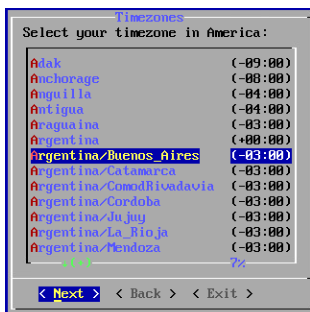 Timezones
Select your timezone in America:
Adak (-09:00)
Anchorage (-08:00)
Anguilla (-04:00)
Antigua (-04:00)
Araguaina (-03:00)
Argentina (+00:00)
Argentina/Buenos_Aires (-03:00)
Argentina/Catamarca (-03:00)
Argentina/ComodRivadavia (-03:00)
Argentina/Cordoba (-03:00)
Argentina/Jujuy (-03:00)
Argentina/La_Rioja (-03:00)
Argentina/Mendoza (-03:00)
↓(+) 7%
< Next > < Back > < Exit >